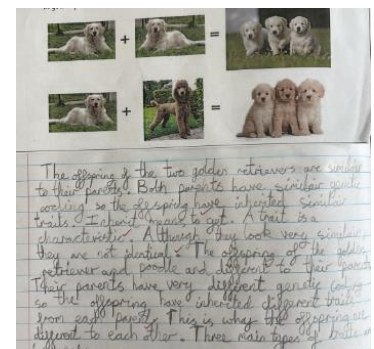 + =
+ =
The offspring of the two golden retrievers are similar
to their parents. Both parents have similar genetic
coding so the offspring have inherited similar
traits. Inherit means to get. A trait is a
characteristic. Although they look very similar,
they are not identical. The offspring of the golden
retriever and poodle and different to their parents
Their parents have very different genetic
so the offspring have inherited different traits
from each parent. This is why the offspring are
different to each other. Three main types of traits